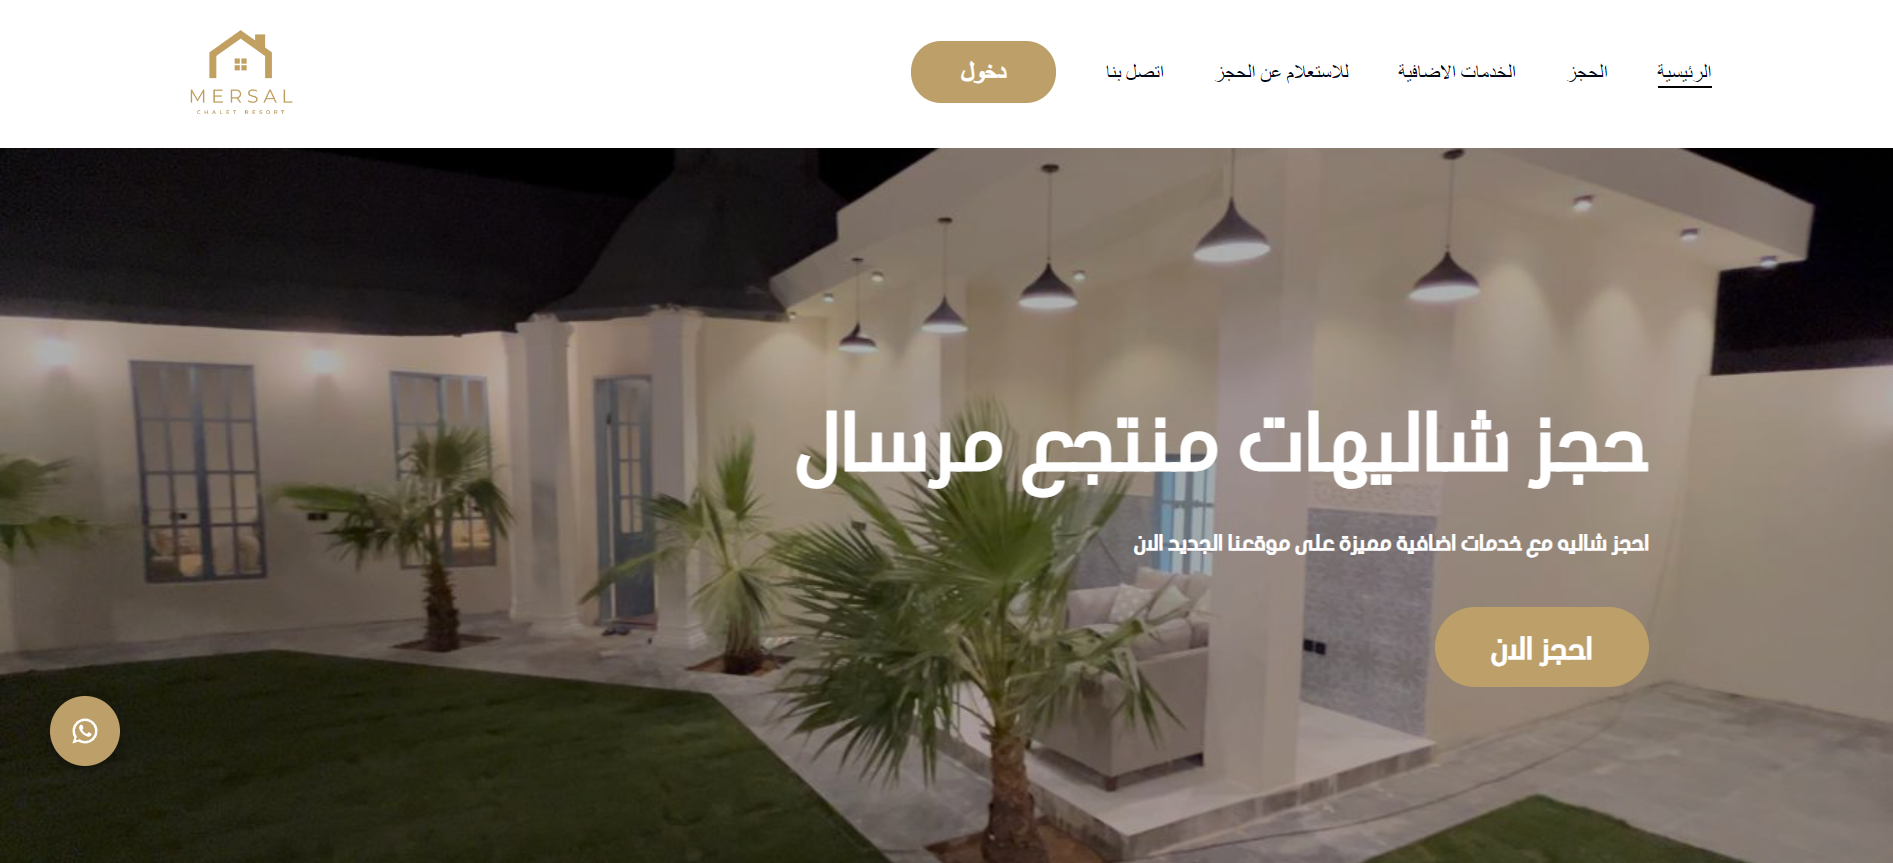 الرئيسية
الحجز
الخدمات الاضافية
للاستعلام عن الحجز
اتصل بنا
دخول
MERSAL
CHALET RESORT
حجز شاليهات منتجع مرسال
احجز شاليه مع خدمات اضافية مميزة على موقعنا الجديد الان
احجز الان